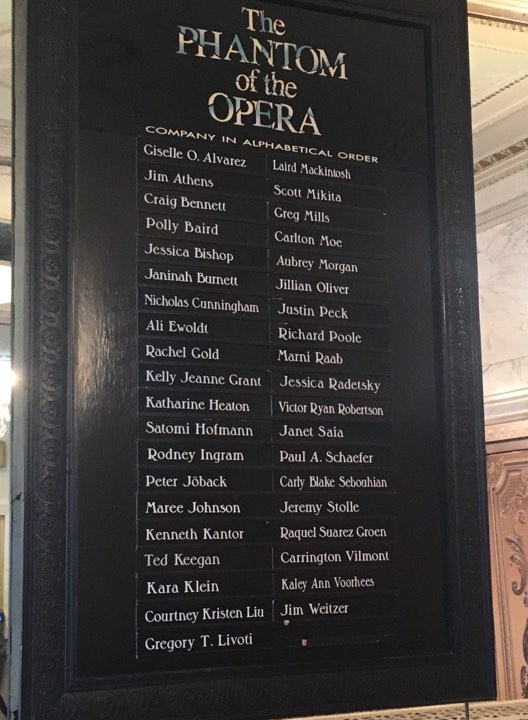 The
PHANTOM
of the
OPERA
COMPANY IN ALPHABETICAL ORDER
Giselle O. Alvarez
Jim Athens
Craig Bennett
Polly Baird
Jessica Bishop
Janinah Burnett
Nicholas Cunningham
Ali Ewoldt
Rachel Gold
Kelly Jeanne Grant
Katharine Heaton
Satomi Hofmann
Rodney Ingram
Peter Jöback
Maree Johnson
Kenneth Kantor
Ted Keegan
Kara Klein
Courtney Kristen Liu
Gregory T. Livoti
Laird Mackintosh
Scott Mikita
Greg Mills
Carlton Moe
Aubrey Morgan
Jillian Oliver
Justin Peck
Richard Poole
Marni Raab
Jessica Radetsky
Victor Ryan Robertson
Janet Saia
Paul A. Schaefer
Carly Blake Sebouhian
Jeremy Stolle
Raquel Suarez Groen
Carrington Vilmont
Kaley Ann Voorhees
Jim Weitzer